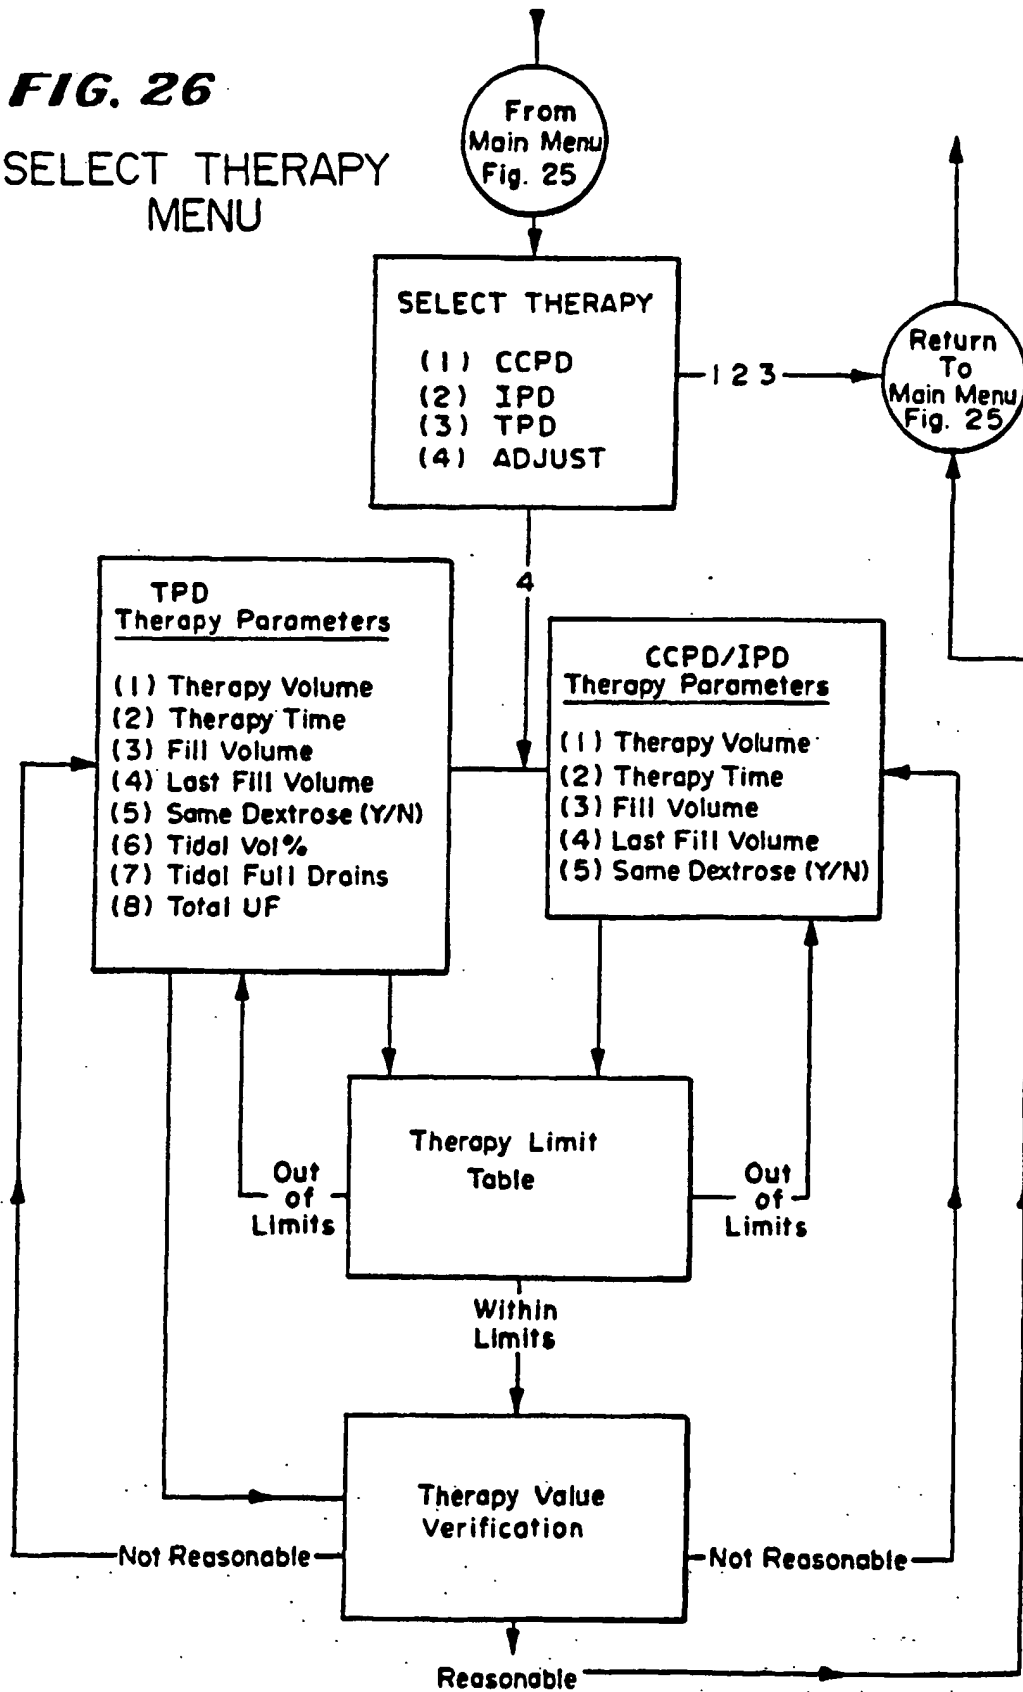 FIG. 26
SELECT THERAPY
MENU
From
Main Menu
Fig. 25
SELECT THERAPY
(1) CCPD
(2) IPD
(3) TPD
(4) ADJUST
1 2 3
Return
To
Main Menu
Fig. 25
4
TPD
Therapy Parameters
(1) Therapy Volume
(2) Therapy Time
(3) Fill Volume
(4) Last Fill Volume
(5) Same Dextrose (Y/N)
(6) Tidal Vol%
(7) Tidal Full Drains
(8) Total UF
CCPD/IPD
Therapy Parameters
(1) Therapy Volume
(2) Therapy Time
(3) Fill Volume
(4) Last Fill Volume
(5) Same Dextrose (Y/N)
Therapy Limit
Table
Out
of
Limits
Out
of
Limits
Within
Limits
Therapy Value
Verification
Not Reasonable
Not Reasonable
Reasonable